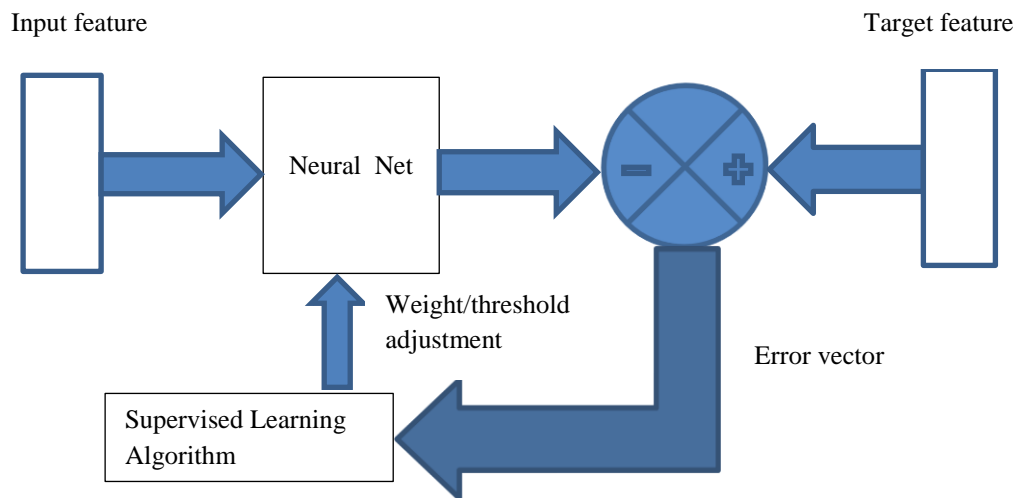 Input feature
Target feature
Neural Net
- +
Weight/threshold
adjustment
Error vector
Supervised Learning
Algorithm